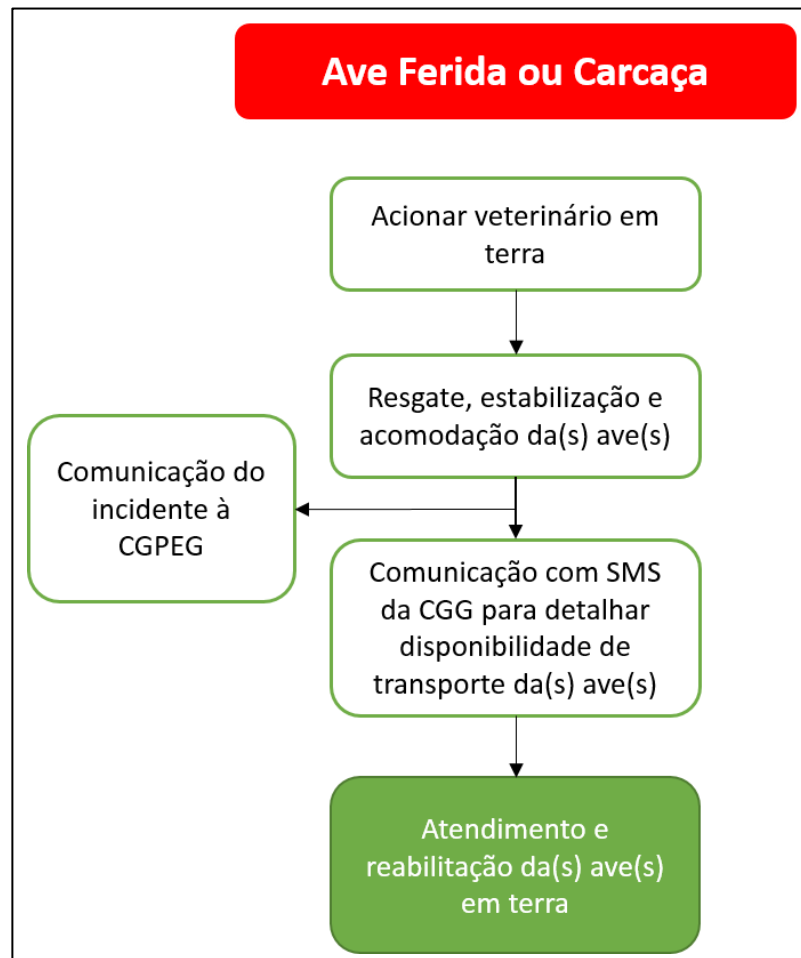 Ave Ferida ou Carcaça
Acionar veterinário em
terra
Resgate, estabilização e
acomodação da(s) ave(s)
Comunicação do
incidente à
CGPEG
Comunicação com SMS
da CGG para detalhar
disponibilidade de
transporte da(s) ave(s)
Atendimento e
reabilitação da(s) ave(s)
em terra